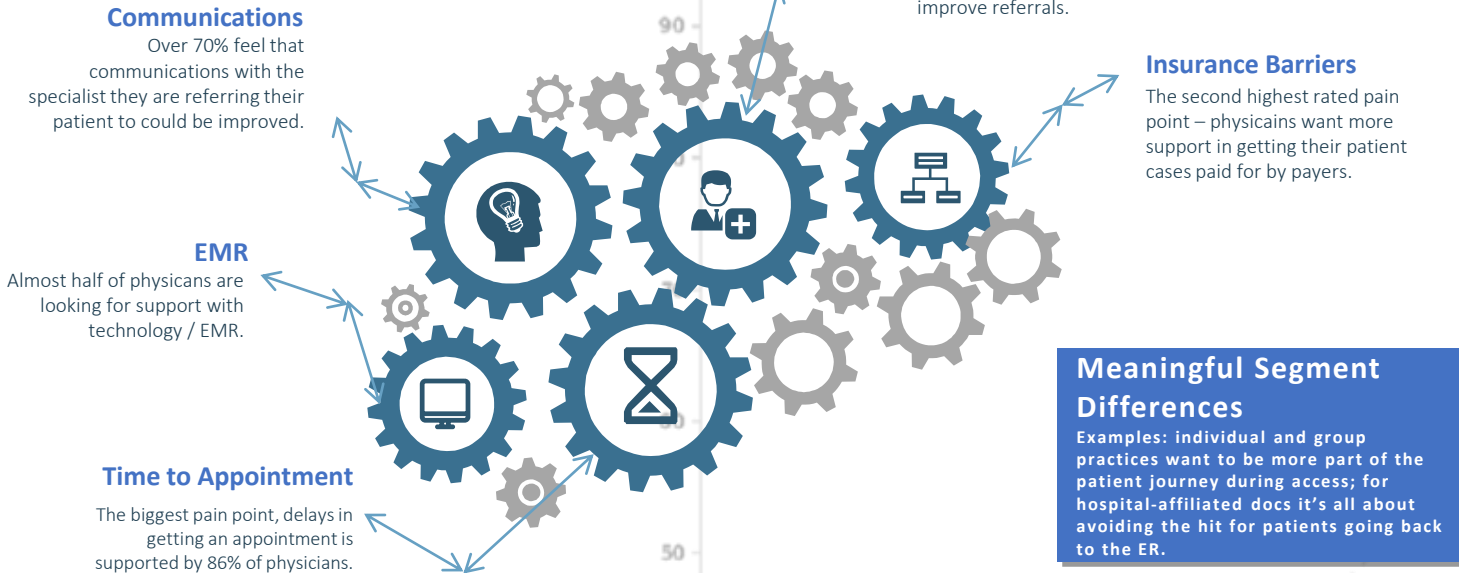 Communications
Over 70% feel that
communications with the
specialist they are referring their
patient to could be improved.
improve referrals.
90
Insurance Barriers
The second highest rated pain
point – physicains want more
support in getting their patient
cases paid for by payers.
EMR
Almost half of physicans are
looking for support with
technology / EMR.
Meaningful Segment
Differences
Examples: individual and group
practices want to be more part of the
patient journey during access; for
hospital-affiliated docs it's all about
avoiding the hit for patients going back
to the ER.
Time to Appointment
The biggest pain point, delays in
getting an appointment is
supported by 86% of physicians.
50